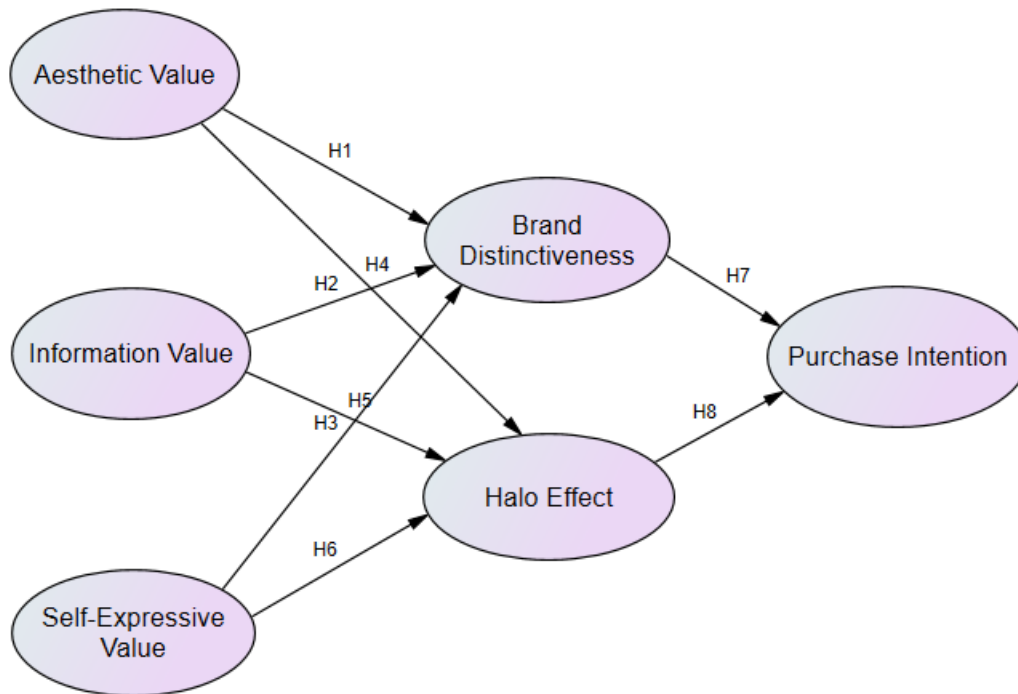 Aesthetic Value
H1
Brand
Distinctiveness
H4
H2
H7
Information Value
Purchase Intention
H5
H3
H8
Halo Effect
H6
Self-Expressive
Value